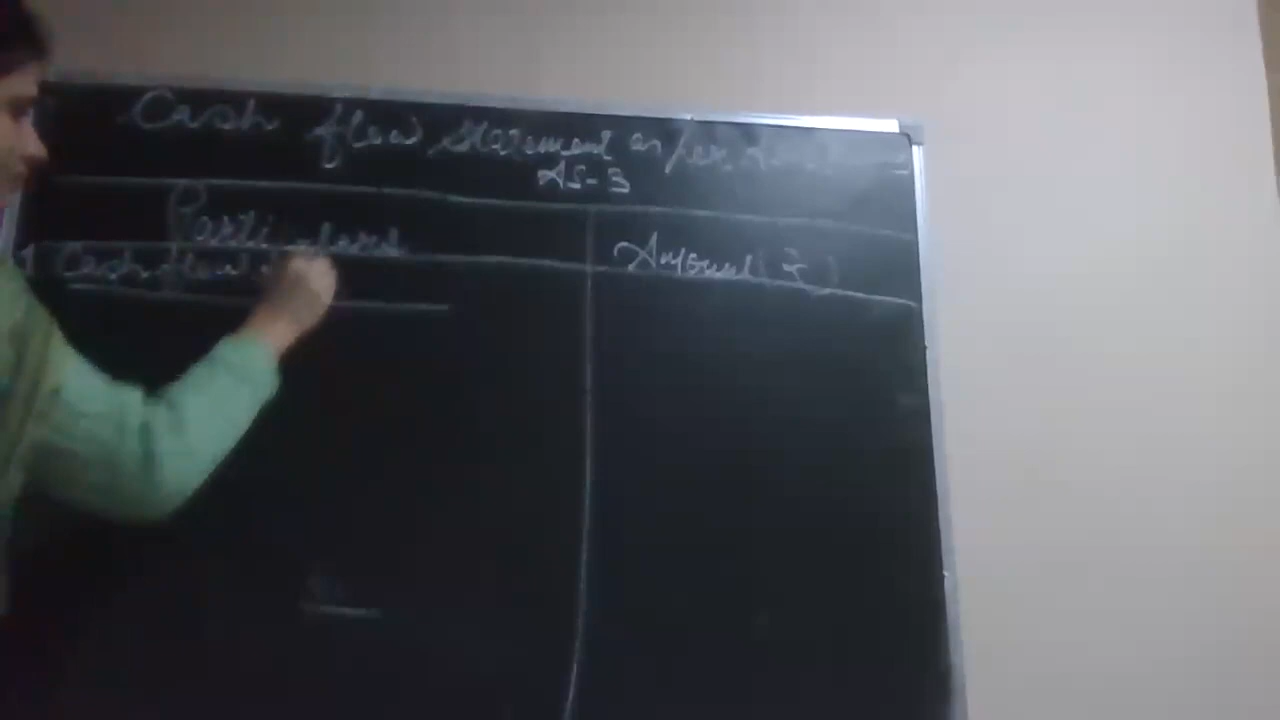 Cash flow statement as per
AS-3
Particulars
Amount (₹)
Cash flow